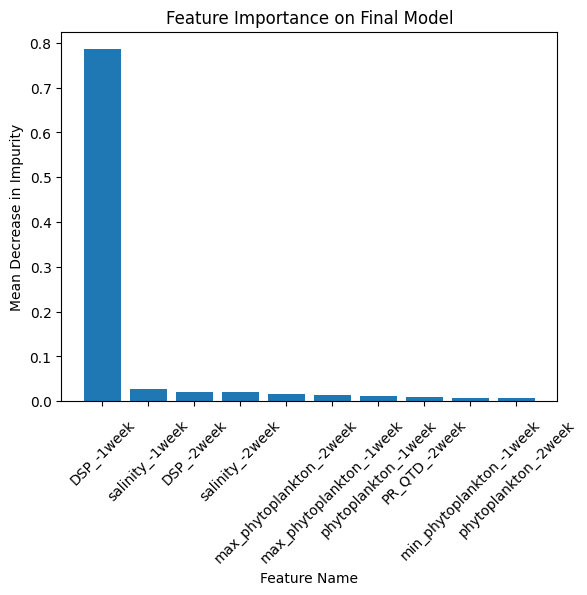 Feature Importance on Final Model
Mean Decrease in Impurity
0.8
0.7
0.6
0.5
0.4
0.3
0.2
0.1
0.0
DSP_-1week
salinity_-1week
DSP_-2week
salinity_-2week
max_phytoplankton_-2week
max_phytoplankton_-1week
phytoplankton_-1week
PR_QTD_-2week
min_phytoplankton_-1week
phytoplankton_-2week
Feature Name